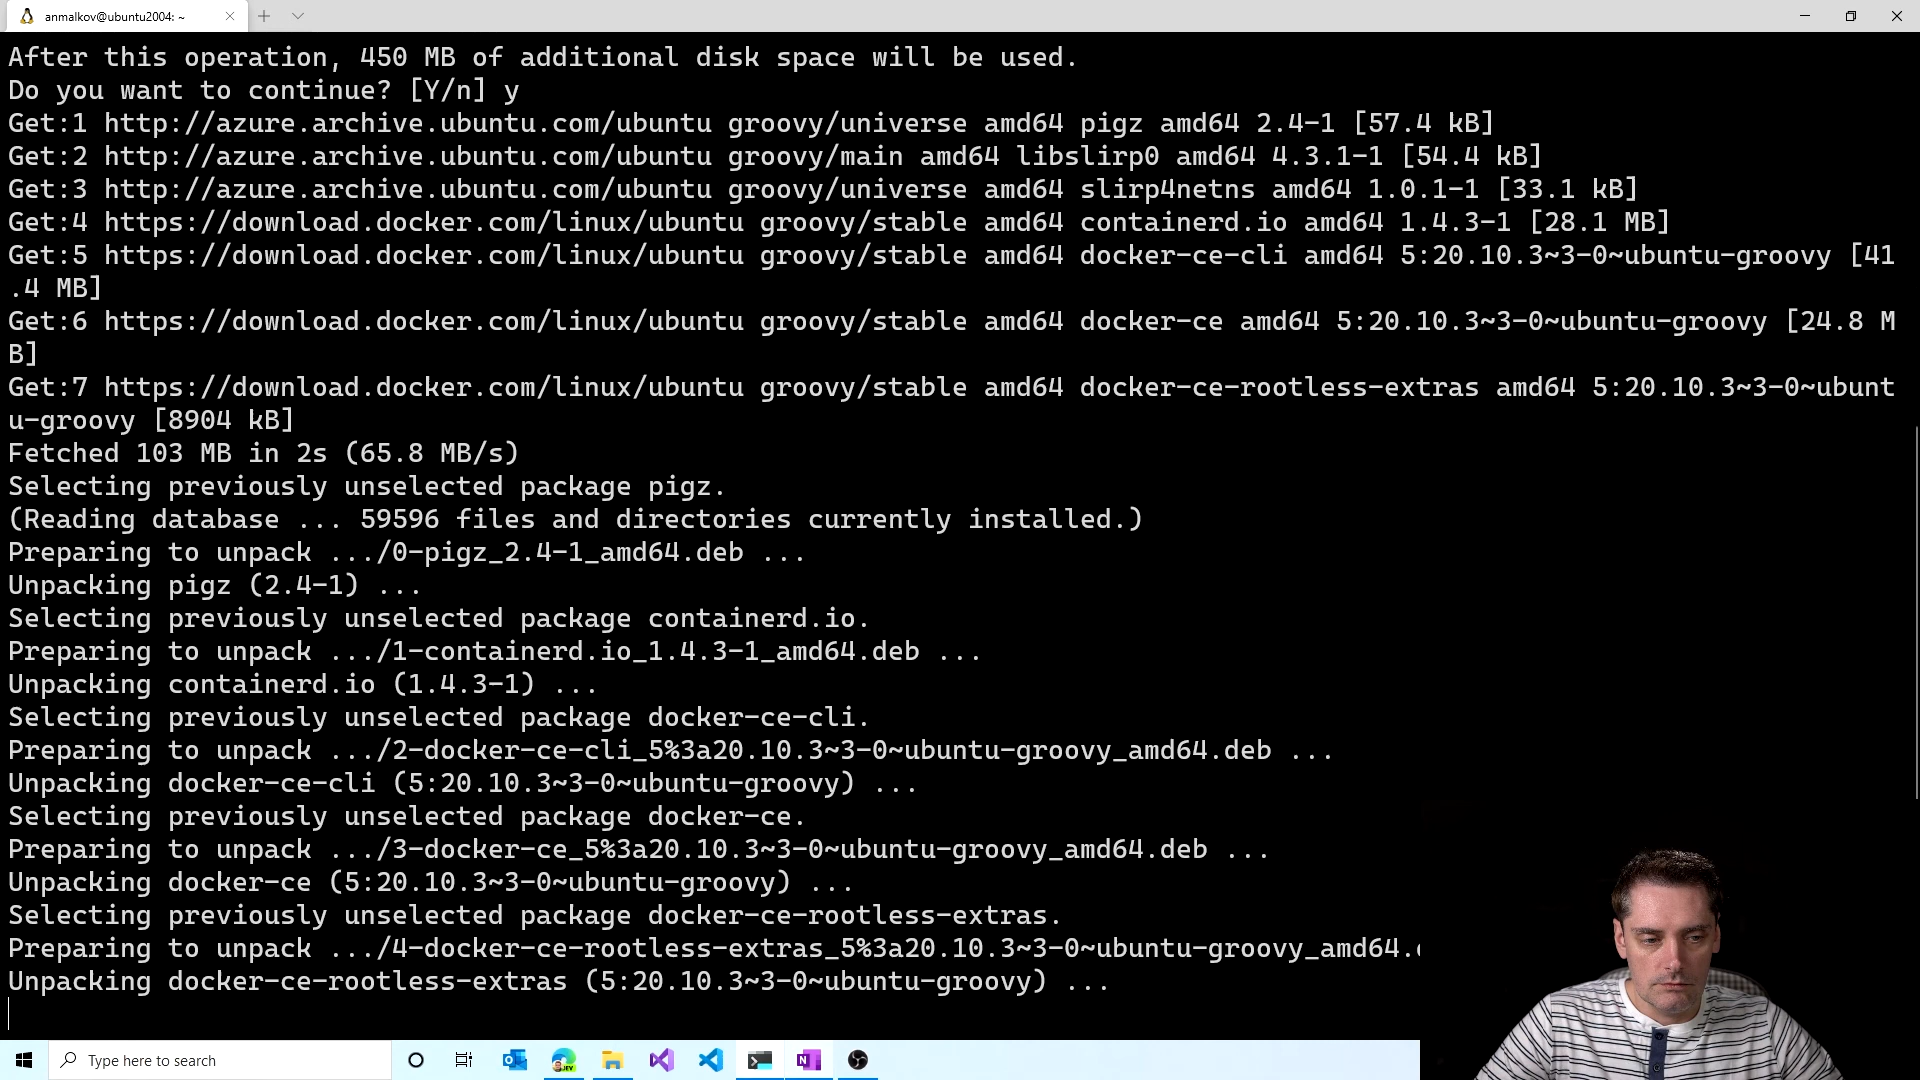 anmalkov@ubuntu2004: ~
After this operation, 450 MB of additional disk space will be used.
Do you want to continue? [Y/n] y
Get:1 http://azure.archive.ubuntu.com/ubuntu groovy/universe amd64 pigz amd64 2.4-1 [57.4 kB]
Get:2 http://azure.archive.ubuntu.com/ubuntu groovy/main amd64 libslirp0 amd64 4.3.1-1 [54.4 kB]
Get:3 http://azure.archive.ubuntu.com/ubuntu groovy/universe amd64 slirp4netns amd64 1.0.1-1 [33.1 kB]
Get:4 https://download.docker.com/linux/ubuntu groovy/stable amd64 containerd.io amd64 1.4.3-1 [28.1 MB]
Get:5 https://download.docker.com/linux/ubuntu groovy/stable amd64 docker-ce-cli amd64 5:20.10.3~3-0~ubuntu-groovy [41
.4 MB]
Get:6 https://download.docker.com/linux/ubuntu groovy/stable amd64 docker-ce amd64 5:20.10.3~3-0~ubuntu-groovy [24.8 M
B]
Get:7 https://download.docker.com/linux/ubuntu groovy/stable amd64 docker-ce-rootless-extras amd64 5:20.10.3~3-0~ubunt
u-groovy [8904 kB]
Fetched 103 MB in 2s (65.8 MB/s)
Selecting previously unselected package pigz.
(Reading database ... 59596 files and directories currently installed.)
Preparing to unpack .../0-pigz_2.4-1_amd64.deb ...
Unpacking pigz (2.4-1) ...
Selecting previously unselected package containerd.io.
Preparing to unpack .../1-containerd.io_1.4.3-1_amd64.deb ...
Unpacking containerd.io (1.4.3-1) ...
Selecting previously unselected package docker-ce-cli.
Preparing to unpack .../2-docker-ce-cli_5%3a20.10.3~3-0~ubuntu-groovy_amd64.deb ...
Unpacking docker-ce-cli (5:20.10.3~3-0~ubuntu-groovy) ...
Selecting previously unselected package docker-ce.
Preparing to unpack .../3-docker-ce_5%3a20.10.3~3-0~ubuntu-groovy_amd64.deb ...
Unpacking docker-ce (5:20.10.3~3-0~ubuntu-groovy) ...
Selecting previously unselected package docker-ce-rootless-extras.
Preparing to unpack .../4-docker-ce-rootless-extras_5%3a20.10.3~3-0~ubuntu-groovy_amd64.
Unpacking docker-ce-rootless-extras (5:20.10.3~3-0~ubuntu-groovy) ...
Type here to search